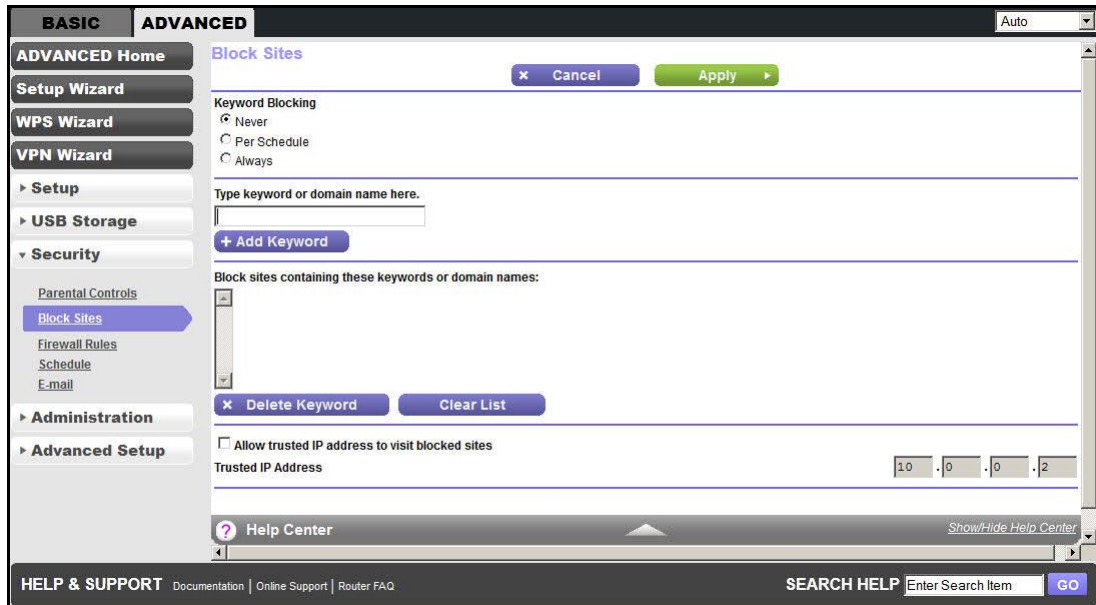 BASIC
ADVANCED
Auto
ADVANCED Home
Setup Wizard
WPS Wizard
VPN Wizard
Setup
USB Storage
Security
Parental Controls
Block Sites
Firewall Rules
Schedule
E-mail
Administration
Advanced Setup
Block Sites
× Cancel
Apply
Keyword Blocking
Never
Per Schedule
Always
Type keyword or domain name here.
+ Add Keyword
Block sites containing these keywords or domain names:
× Delete Keyword
Clear List
Allow trusted IP address to visit blocked sites
Trusted IP Address
10 . 0 . 0 . 2
? Help Center
Show/Hide Help Center
HELP & SUPPORT Documentation | Online Support | Router FAQ
SEARCH HELP Enter Search Item GO